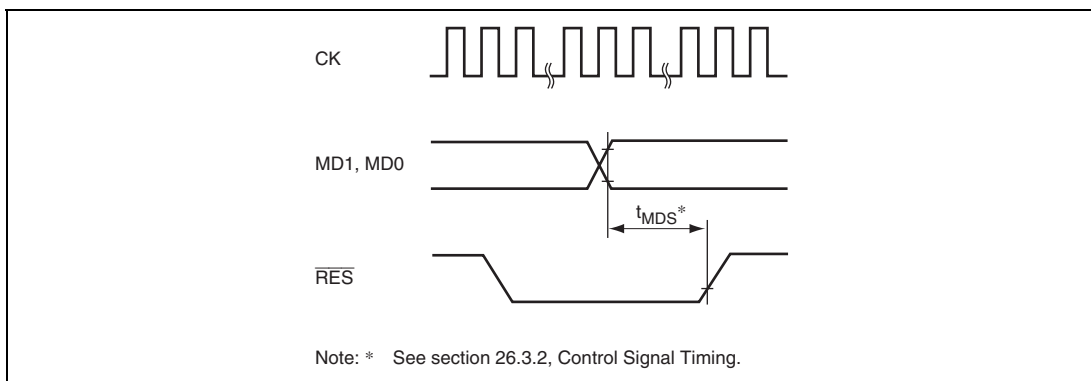 CK
MD1, MD0
tMDS*
RES
Note: * See section 26.3.2, Control Signal Timing.